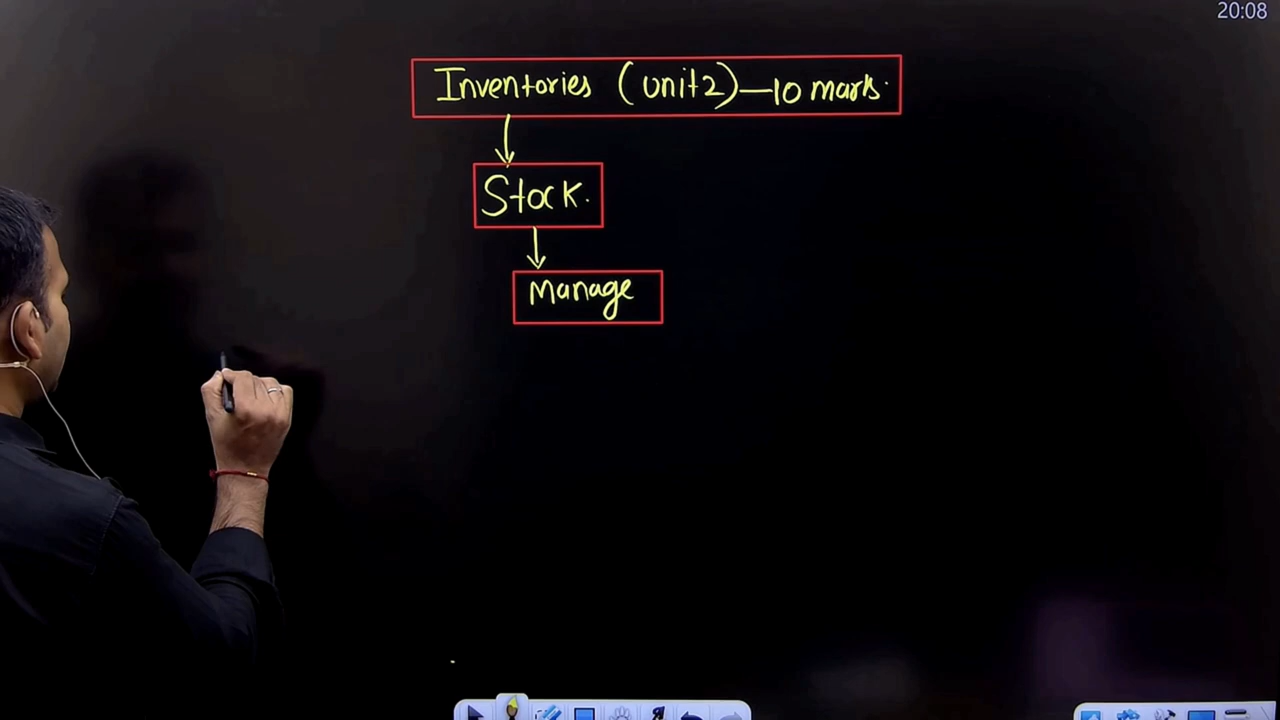 20:08
Inventories (Unit2)—10 marks.
Stock.
Manage